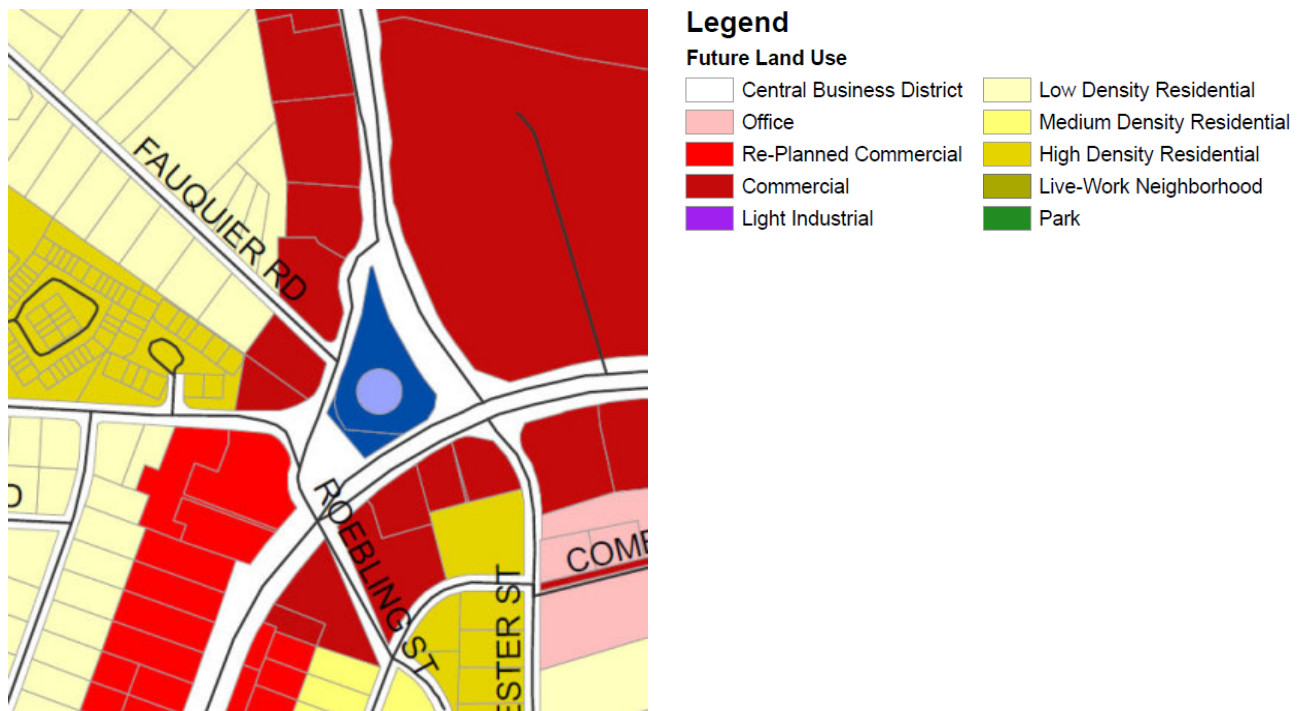 Legend
Future Land Use
Central Business District
Low Density Residential
Office
Medium Density Residential
Re-Planned Commercial
High Density Residential
Commercial
Live-Work Neighborhood
Light Industrial
Park
FAUQUIER RD
ROEBLING ST
COME
ESTER ST
D